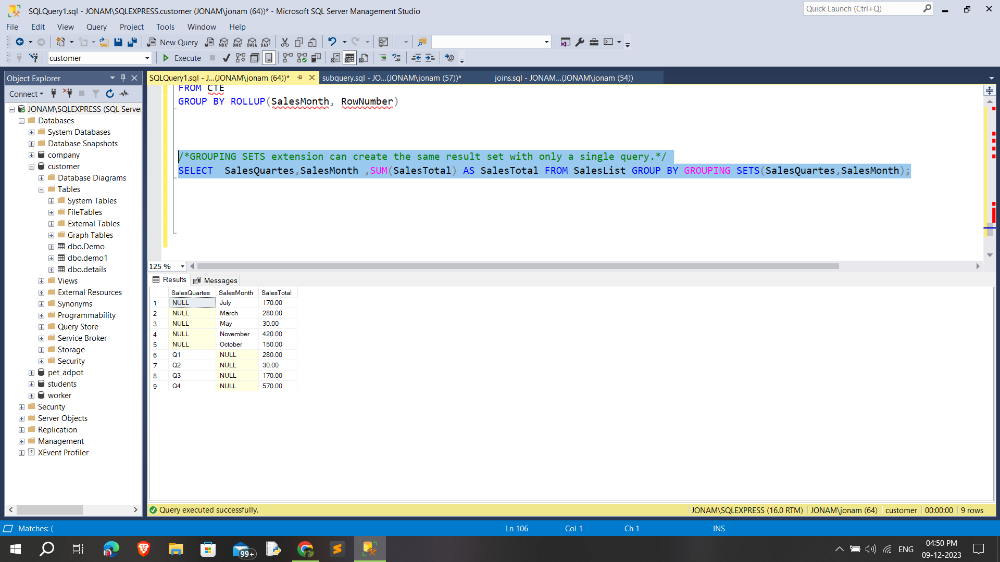 SQLQuery1.sql - JONAM\SQLEXPRESS.customer (JONAM\jonam (64))* - Microsoft SQL Server Management Studio
Quick Launch (Ctrl+Q)
File Edit View Query Project Tools Window Help
New Query MDX DMX XMLA DAX
customer Execute
Object Explorer
SQLQuery1.sql - J...(JONAM\jonam (64))* subquery.sql - JO...(JONAM\jonam (57))* joins.sql - JONAM...(JONAM\jonam (54))
Connect
JONAM\SQLEXPRESS (SQL Server
Databases
System Databases
Database Snapshots
company
customer
Database Diagrams
Tables
System Tables
FileTables
External Tables
Graph Tables
dbo.Demo
dbo.demo1
dbo.details
Views
External Resources
Synonyms
Programmability
Query Store
Service Broker
Storage
Security
pet_adpot
students
worker
Security
Server Objects
Replication
Management
XEvent Profiler
FROM CTE
GROUP BY ROLLUP(SalesMonth, RowNumber)
/*GROUPING SETS extension can create the same result set with only a single query.*/
SELECT  SalesQuartes,SalesMonth ,SUM(SalesTotal) AS SalesTotal FROM SalesList GROUP BY GROUPING SETS(SalesQuartes,SalesMonth);
125 %
Results Messages
SalesQuartes SalesMonth SalesTotal
1 NULL July 170.00
2 NULL March 280.00
3 NULL May 30.00
4 NULL November 420.00
5 NULL October 150.00
6 Q1 NULL 280.00
7 Q2 NULL 30.00
8 Q3 NULL 170.00
9 Q4 NULL 570.00
Query executed successfully. JONAM\SQLEXPRESS (16.0 RTM) JONAM\jonam (64) customer 00:00:00 9 rows
Matches: ( Ln 106 Col 1 Ch 1 INS
99+ ENG
04:50 PM
09-12-2023